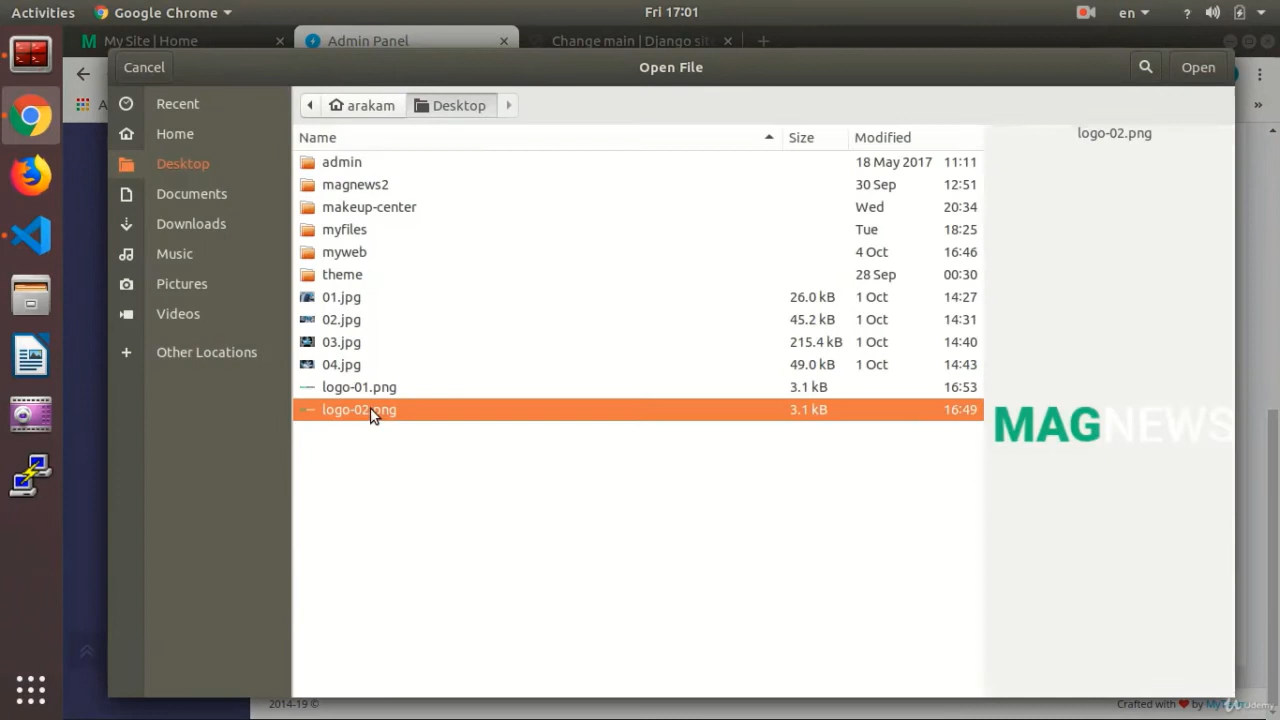 Activities Google Chrome Fri 17:01 en ?
My Site | Home × Admin Panel × Change main | Django sit × +
Cancel Open File Open
Recent
Home
Desktop
Documents
Downloads
Music
Pictures
Videos
Other Locations
arakam Desktop
Name Size Modified
admin 18 May 2017 11:11
magnews2 30 Sep 12:51
makeup-center Wed 20:34
myfiles Tue 18:25
myweb 4 Oct 16:46
theme 28 Sep 00:30
01.jpg 26.0 kB 1 Oct 14:27
02.jpg 45.2 kB 1 Oct 14:31
03.jpg 215.4 kB 1 Oct 14:40
04.jpg 49.0 kB 1 Oct 14:43
logo-01.png 3.1 kB 16:53
logo-02.png 3.1 kB 16:49
logo-02.png
MAGNEWS
2014-19 © Crafted with ❤ by
Udemy